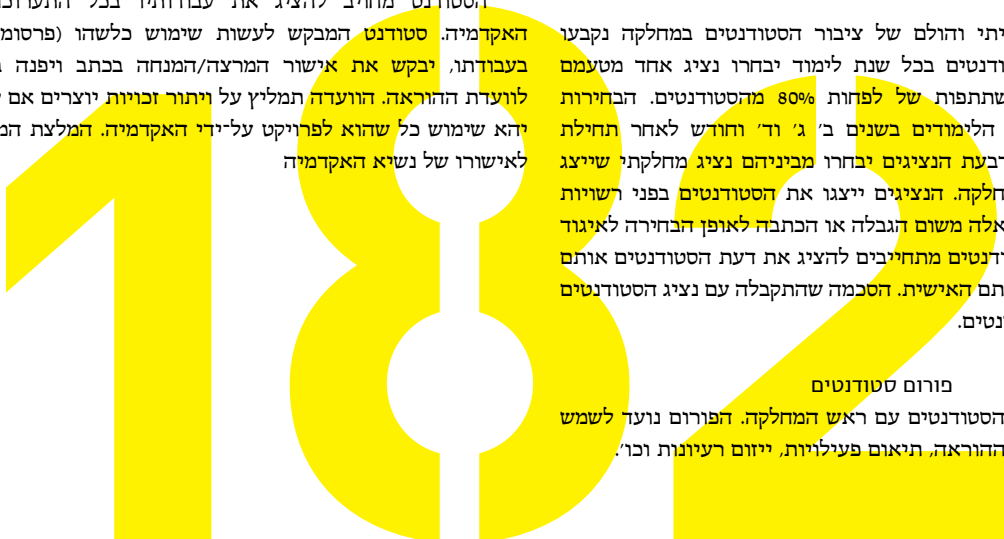 יתי והולם של ציבור הסטודנטים במחלקה נקבעו
ודנטים בכל שנת לימוד יבחרו נציג אחד מטעמם
שתתפות של לפחות 80% מהסטודנטים. הבחירות
הלימודים בשנים ב׳ ג׳ וד׳ וחודש לאחר תחילת
רבעת הנציגים יבחרו מביניהם נציג מחלקתי שייצג
חלקה. הנציגים ייצגו את הסטודנטים בפני רשויות
אלה משום הגבלה או הכתבה לאופן הבחירה לאיגוד
ודנטים מתחייבים להציג את דעת הסטודנטים אותם
תם האישית. הסכמה שהתקבלה עם נציג הסטודנטים
נטים.
פורום סטודנטים
הסטודנטים עם ראש המחלקה. הפורום נועד לשמש
ההוראה, תיאום פעילויות, ייזום רעיונות וכו׳.
הסטודנט מחויב להציג את עבודותיו בכל
האקדמיה. סטודנט המבקש לעשות שימוש כלשהו (פרסומ
בעבודתו, יבקש את אישור המרצה/המנחה בכתב ויפנה
לוועדת ההוראה. הוועדה תמליץ על ויתור זכויות יוצרים אם
יהא שימוש כל שהוא לפרויקט על־ידי האקדמיה. המלצת המ
לאישורו של נשיא האקדמיה
182